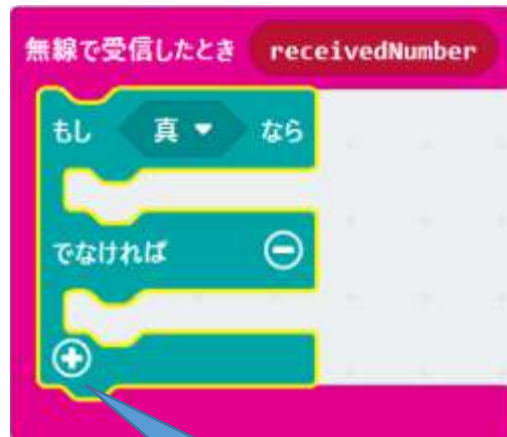 無線で受信したとき receivedNumber
もし 真 なら
でなければ